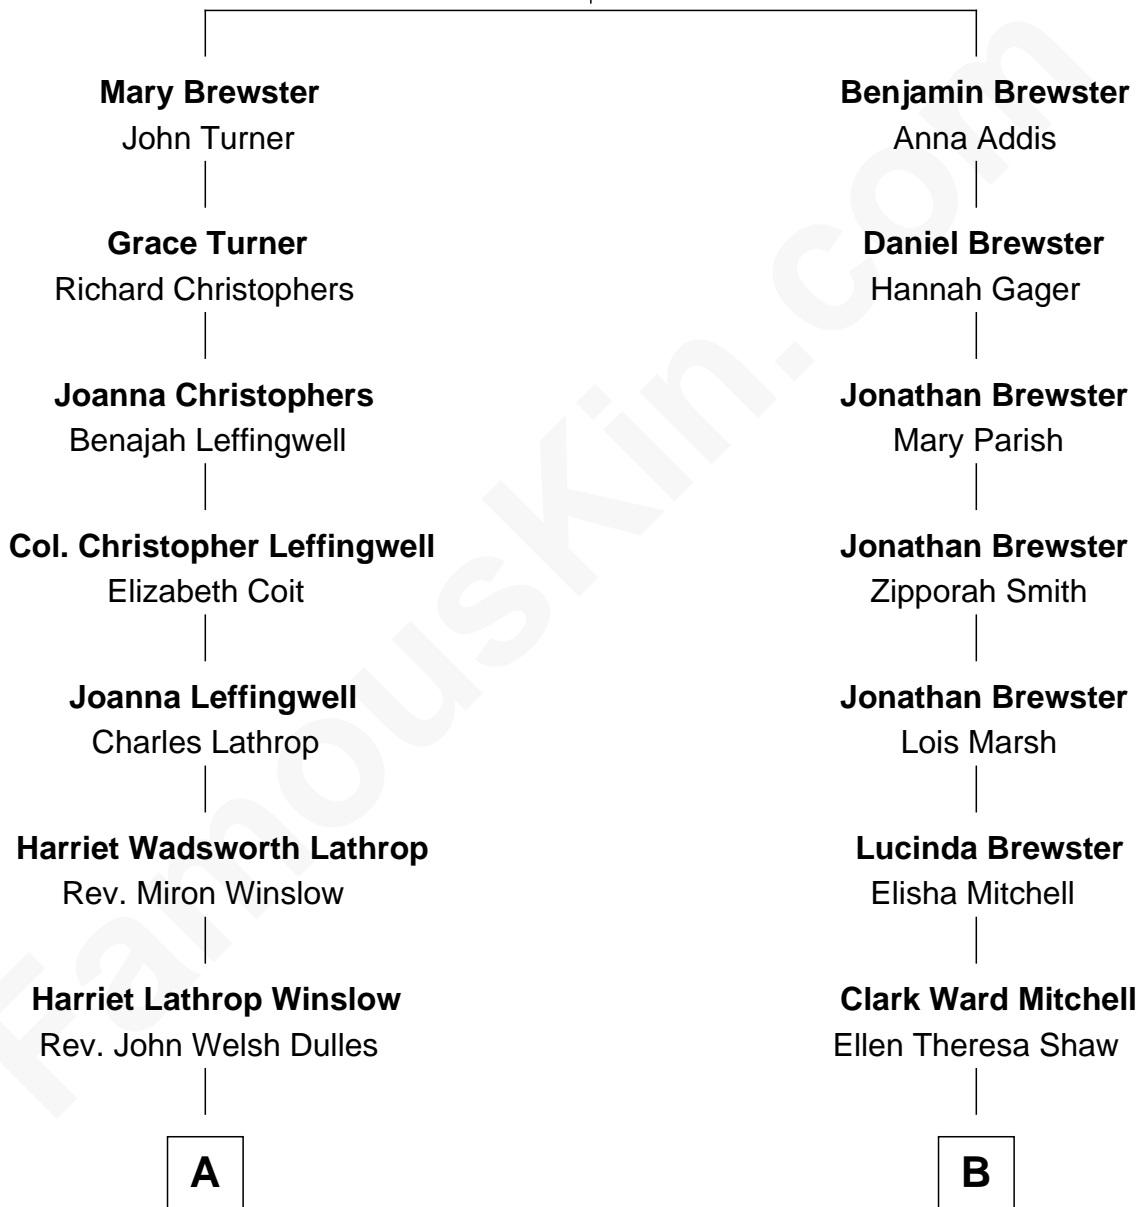 Mary Brewster
John Turner
Benjamin Brewster
Anna Addis
Grace Turner
Richard Christophers
Daniel Brewster
Hannah Gager
Joanna Christophers
Benajah Leffingwell
Jonathan Brewster
Mary Parish
Col. Christopher Leffingwell
Elizabeth Coit
Jonathan Brewster
Zipporah Smith
Joanna Leffingwell
Charles Lathrop
Jonathan Brewster
Lois Marsh
Harriet Wadsworth Lathrop
Rev. Miron Winslow
Lucinda Brewster
Elisha Mitchell
Harriet Lathrop Winslow
Rev. John Welsh Dulles
Clark Ward Mitchell
Ellen Theresa Shaw
A
B
FamousKin.com